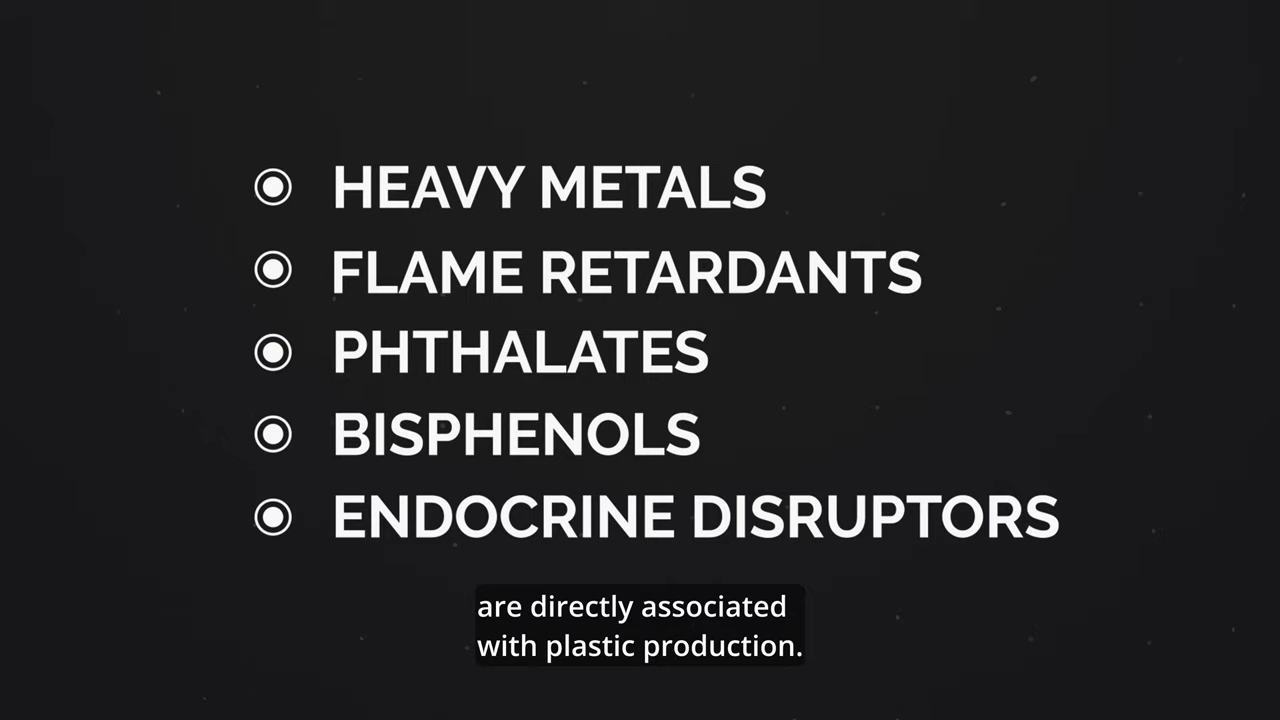 HEAVY METALS
FLAME RETARDANTS
PHTHALATES
BISPHENOLS
ENDOCRINE DISRUPTORS
are directly associated
with plastic production.